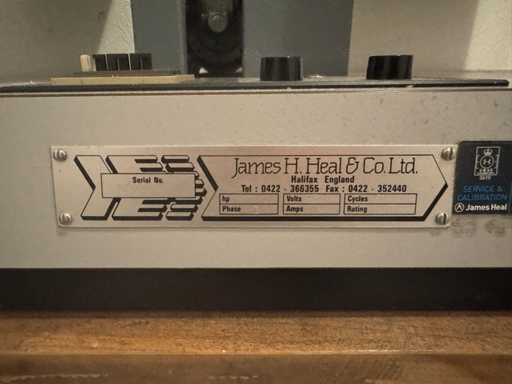 James H. Heal & Co. Ltd.
Halifax England
Tel : 0422 - 366355 Fax : 0422 - 352440
Serial No.
hp Volts Cycles
Phase Amps Rating
H
SERVICE &
CALIBRATION
James Heal